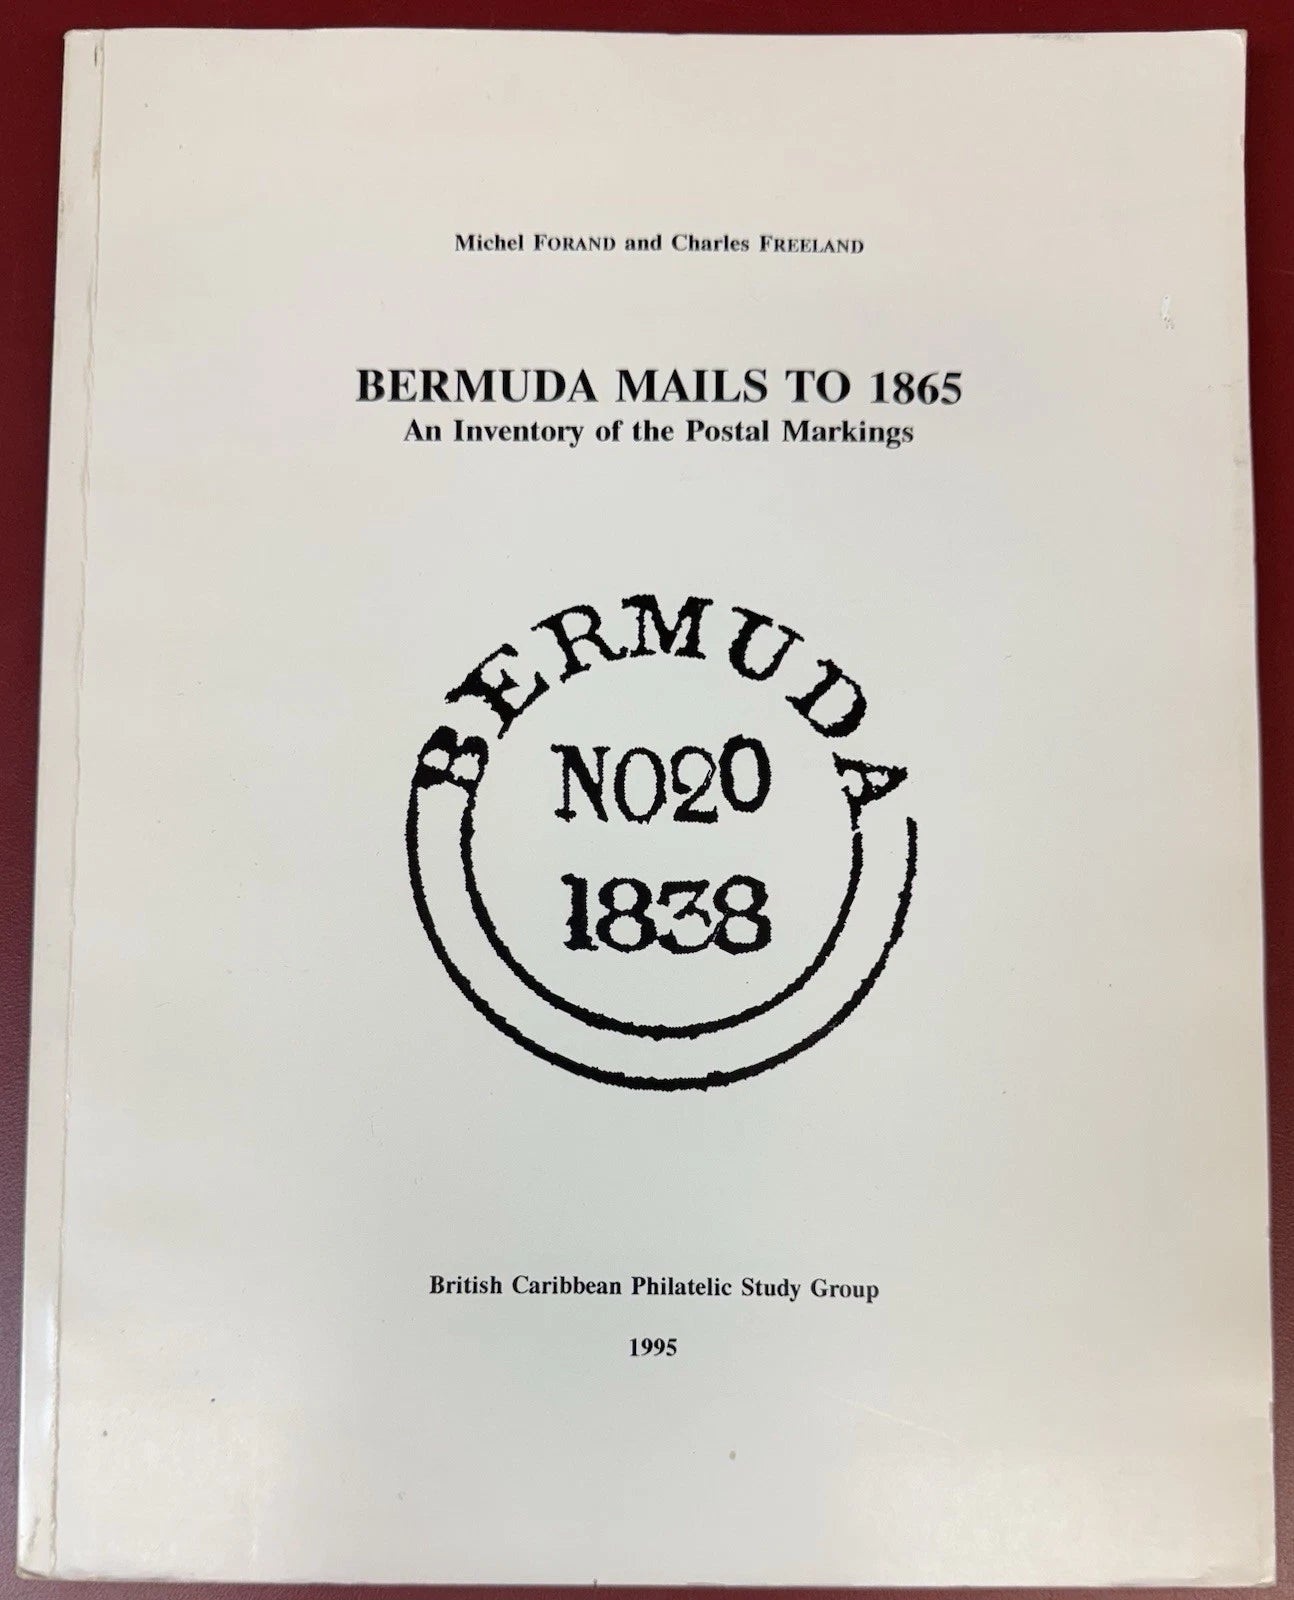 Michel FORAND and Charles FREELAND
BERMUDA MAILS TO 1865
An Inventory of the Postal Markings
BERMUDA
NO20
1838
British Caribbean Philatelic Study Group
1995